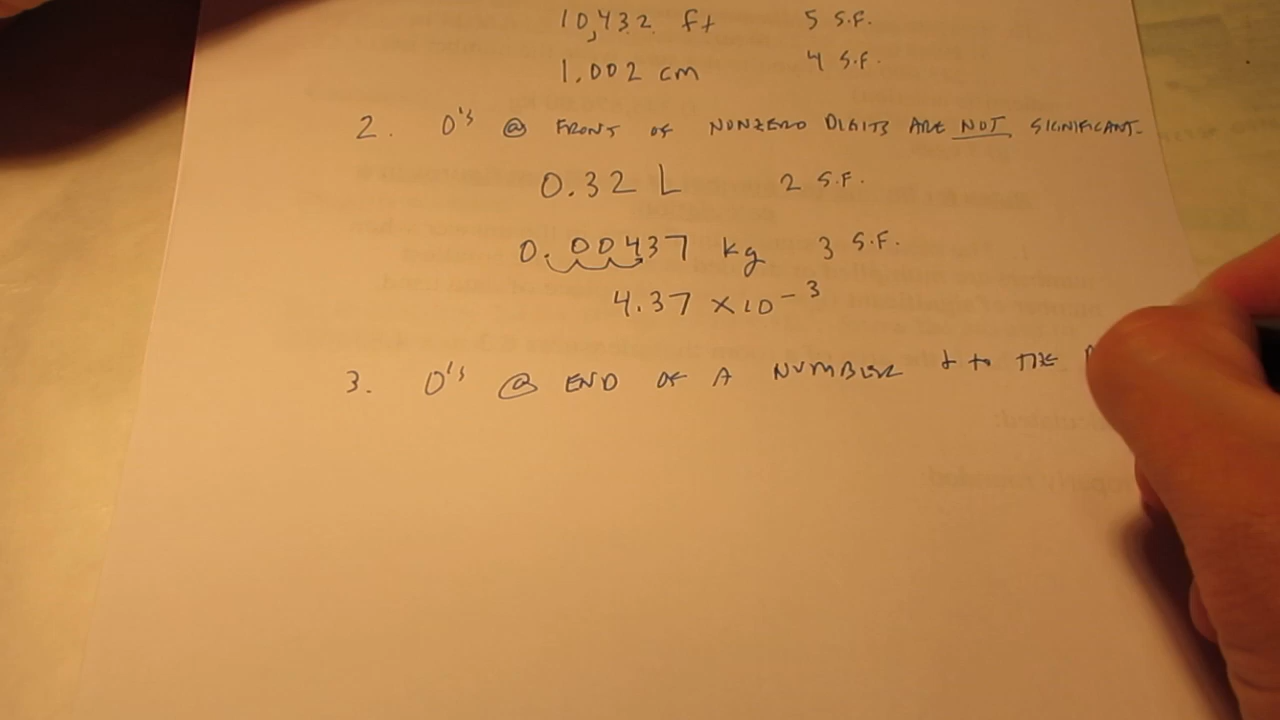 10,432 ft 5 S.F.
1.002 cm 4 S.F.
2. 0's @ FRONT OF NONZERO DIGITS ARE NOT SIGNIFICANT.
0.32 L 2 S.F.
0.00437 kg 3 S.F.
4.37 x10-3
3. 0's @ END OF A NUMBER + to THE